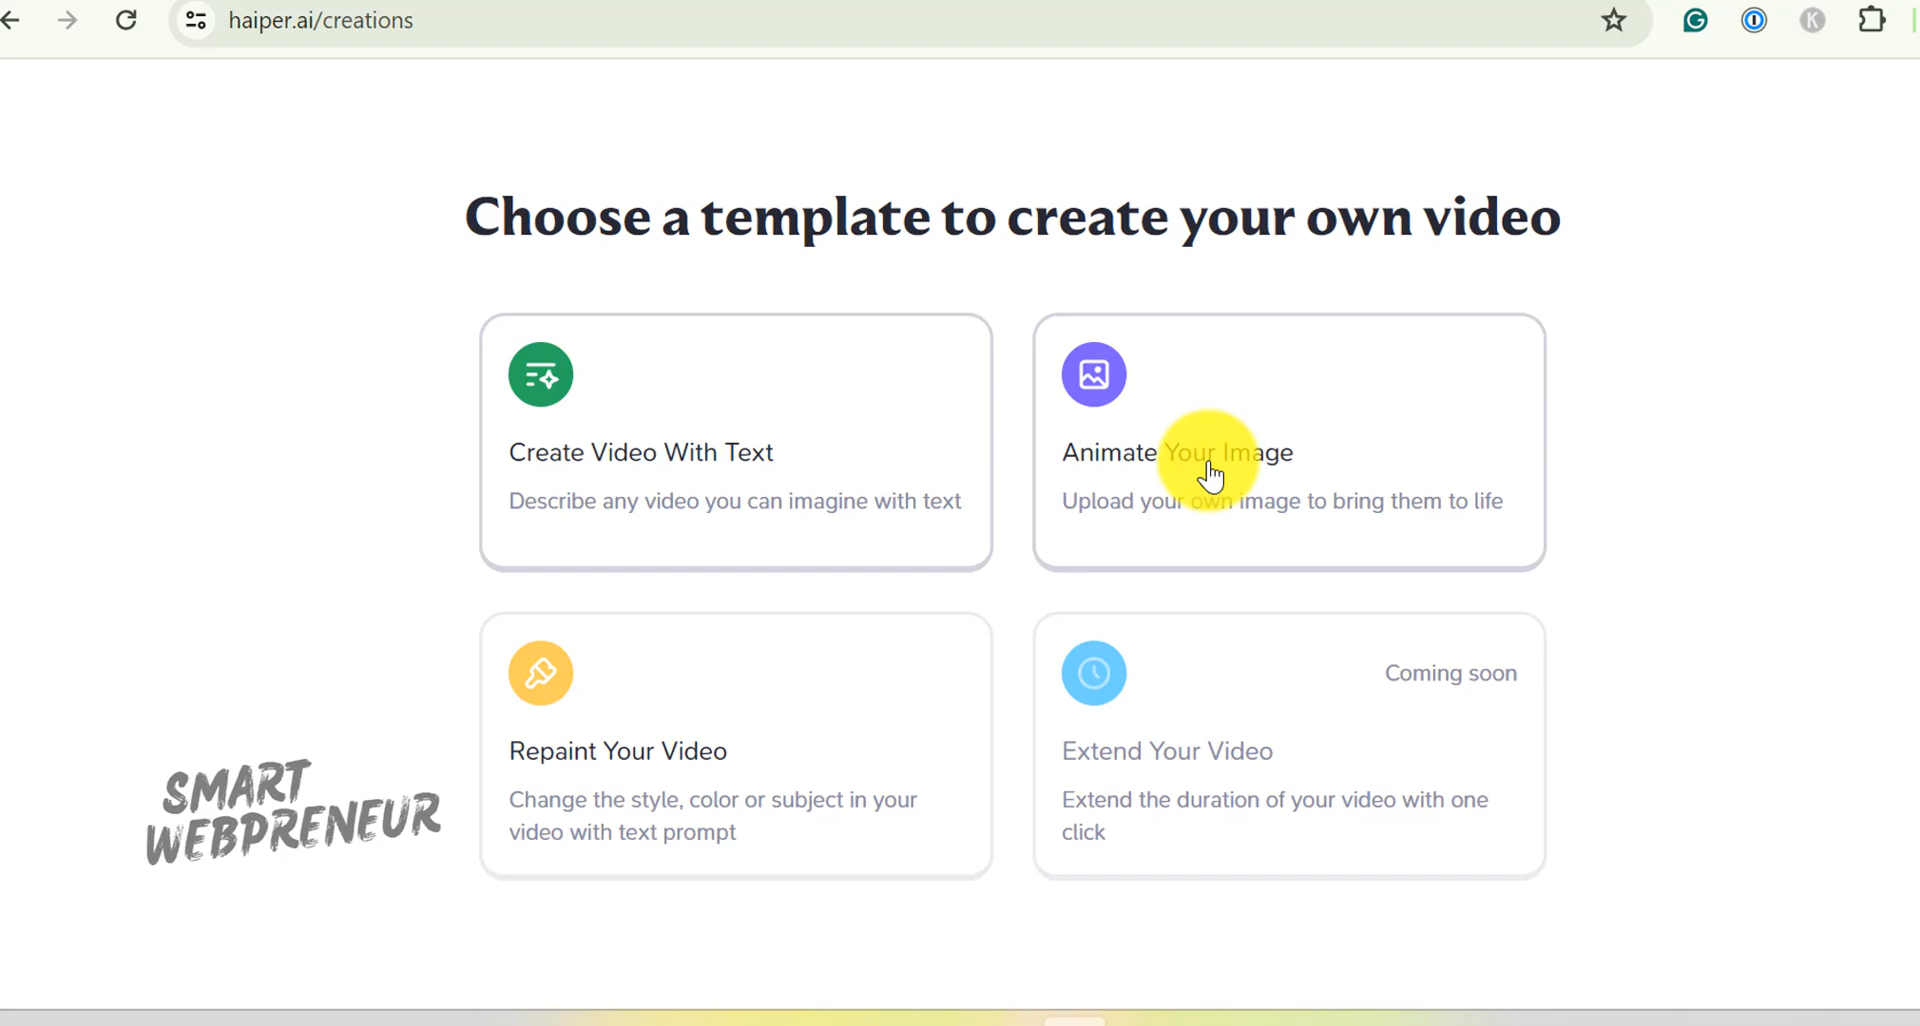 haiper.ai/creations
K
Choose a template to create your own video
Create Video With Text
Describe any video you can imagine with text
Animate Your Image
Upload your own image to bring them to life
Repaint Your Video
Change the style, color or subject in your
video with text prompt
Coming soon
Extend Your Video
Extend the duration of your video with one
click
SMART
WEBPRENEUR